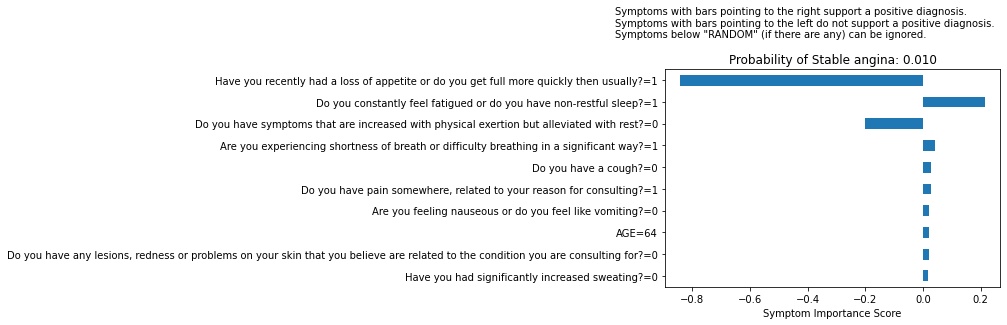 Symptoms with bars pointing to the right support a positive diagnosis.
Symptoms with bars pointing to the left do not support a positive diagnosis.
Symptoms below "RANDOM" (if there are any) can be ignored.
Probability of Stable angina: 0.010
Have you recently had a loss of appetite or do you get full more quickly then usually?=1
Do you constantly feel fatigued or do you have non-restful sleep?=1
Do you have symptoms that are increased with physical exertion but alleviated with rest?=0
Are you experiencing shortness of breath or difficulty breathing in a significant way?=1
Do you have a cough?=0
Do you have pain somewhere, related to your reason for consulting?=1
Are you feeling nauseous or do you feel like vomiting?=0
AGE=64
Do you have any lesions, redness or problems on your skin that you believe are related to the condition you are consulting for?=0
Have you had significantly increased sweating?=0
−0.8 −0.6 −0.4 −0.2 0.0 0.2
Symptom Importance Score